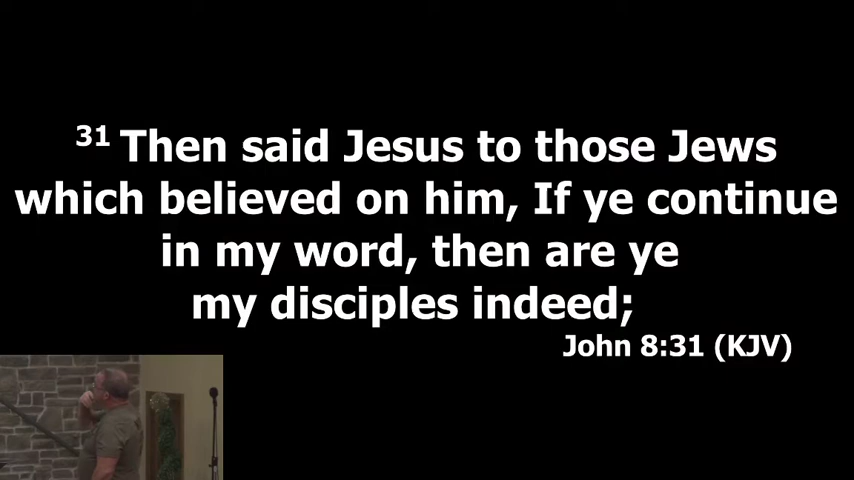 31 Then said Jesus to those Jews
which believed on him, If ye continue
in my word, then are ye
my disciples indeed;
John 8:31 (KJV)